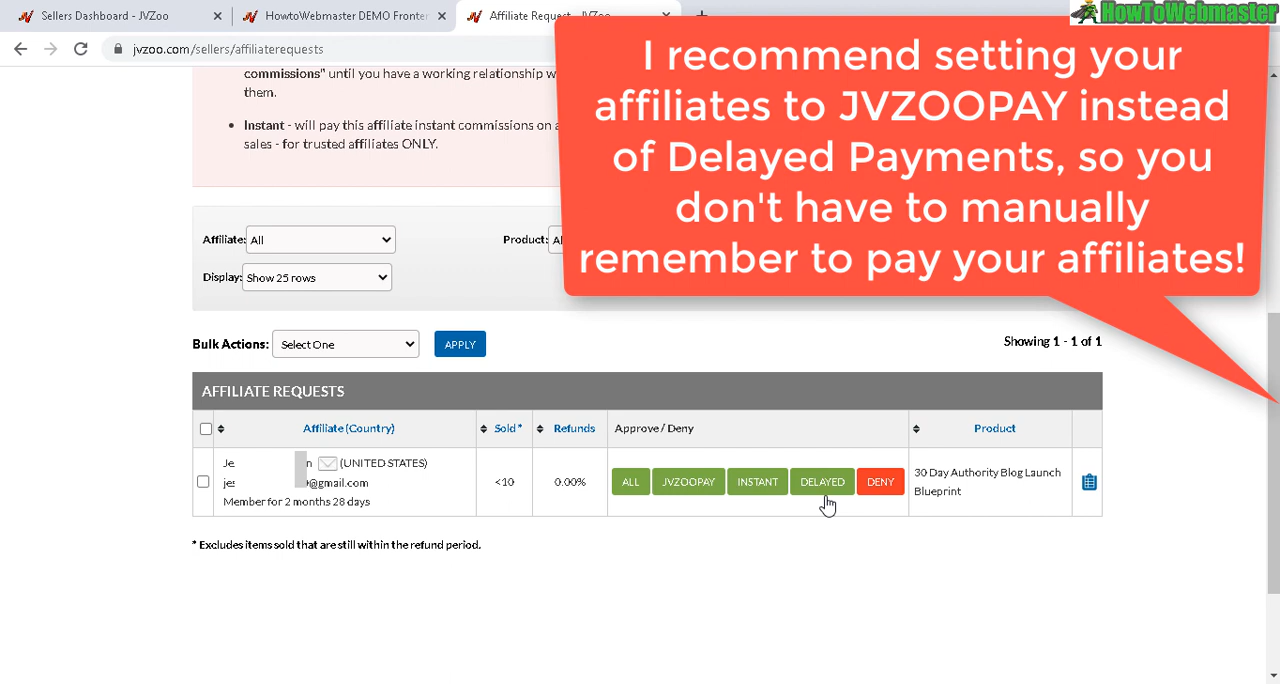 Sellers Dashboard - JVZoo
HowtoWebmaster Digital Fronti
Affiliate Request - JVZoo
HowToWebmaster
jvzoo.com/sellers/affiliaterequests
commissions" until you have a working relationship w
them.
Instant - will pay this affiliate instant commissions on a
sales - for trusted affiliates ONLY.
I recommend setting your
affiliates to JVZOOPAY instead
of Delayed Payments, so you
don't have to manually
remember to pay your affiliates!
Affiliate: All
Product:
Display: Show 25 rows
Bulk Actions: Select One APPLY
Showing 1 - 1 of 1
AFFILIATE REQUESTS
Affiliate (Country) Sold * Refunds Approve / Deny Product
Je n (UNITED STATES)
je @gmail.com
Member for 2 months 28 days
<10 0.00% ALL JVZOOPAY INSTANT DELAYED DENY
30 Day Authority Blog Launch
Blueprint
* Excludes items sold that are still within the refund period.